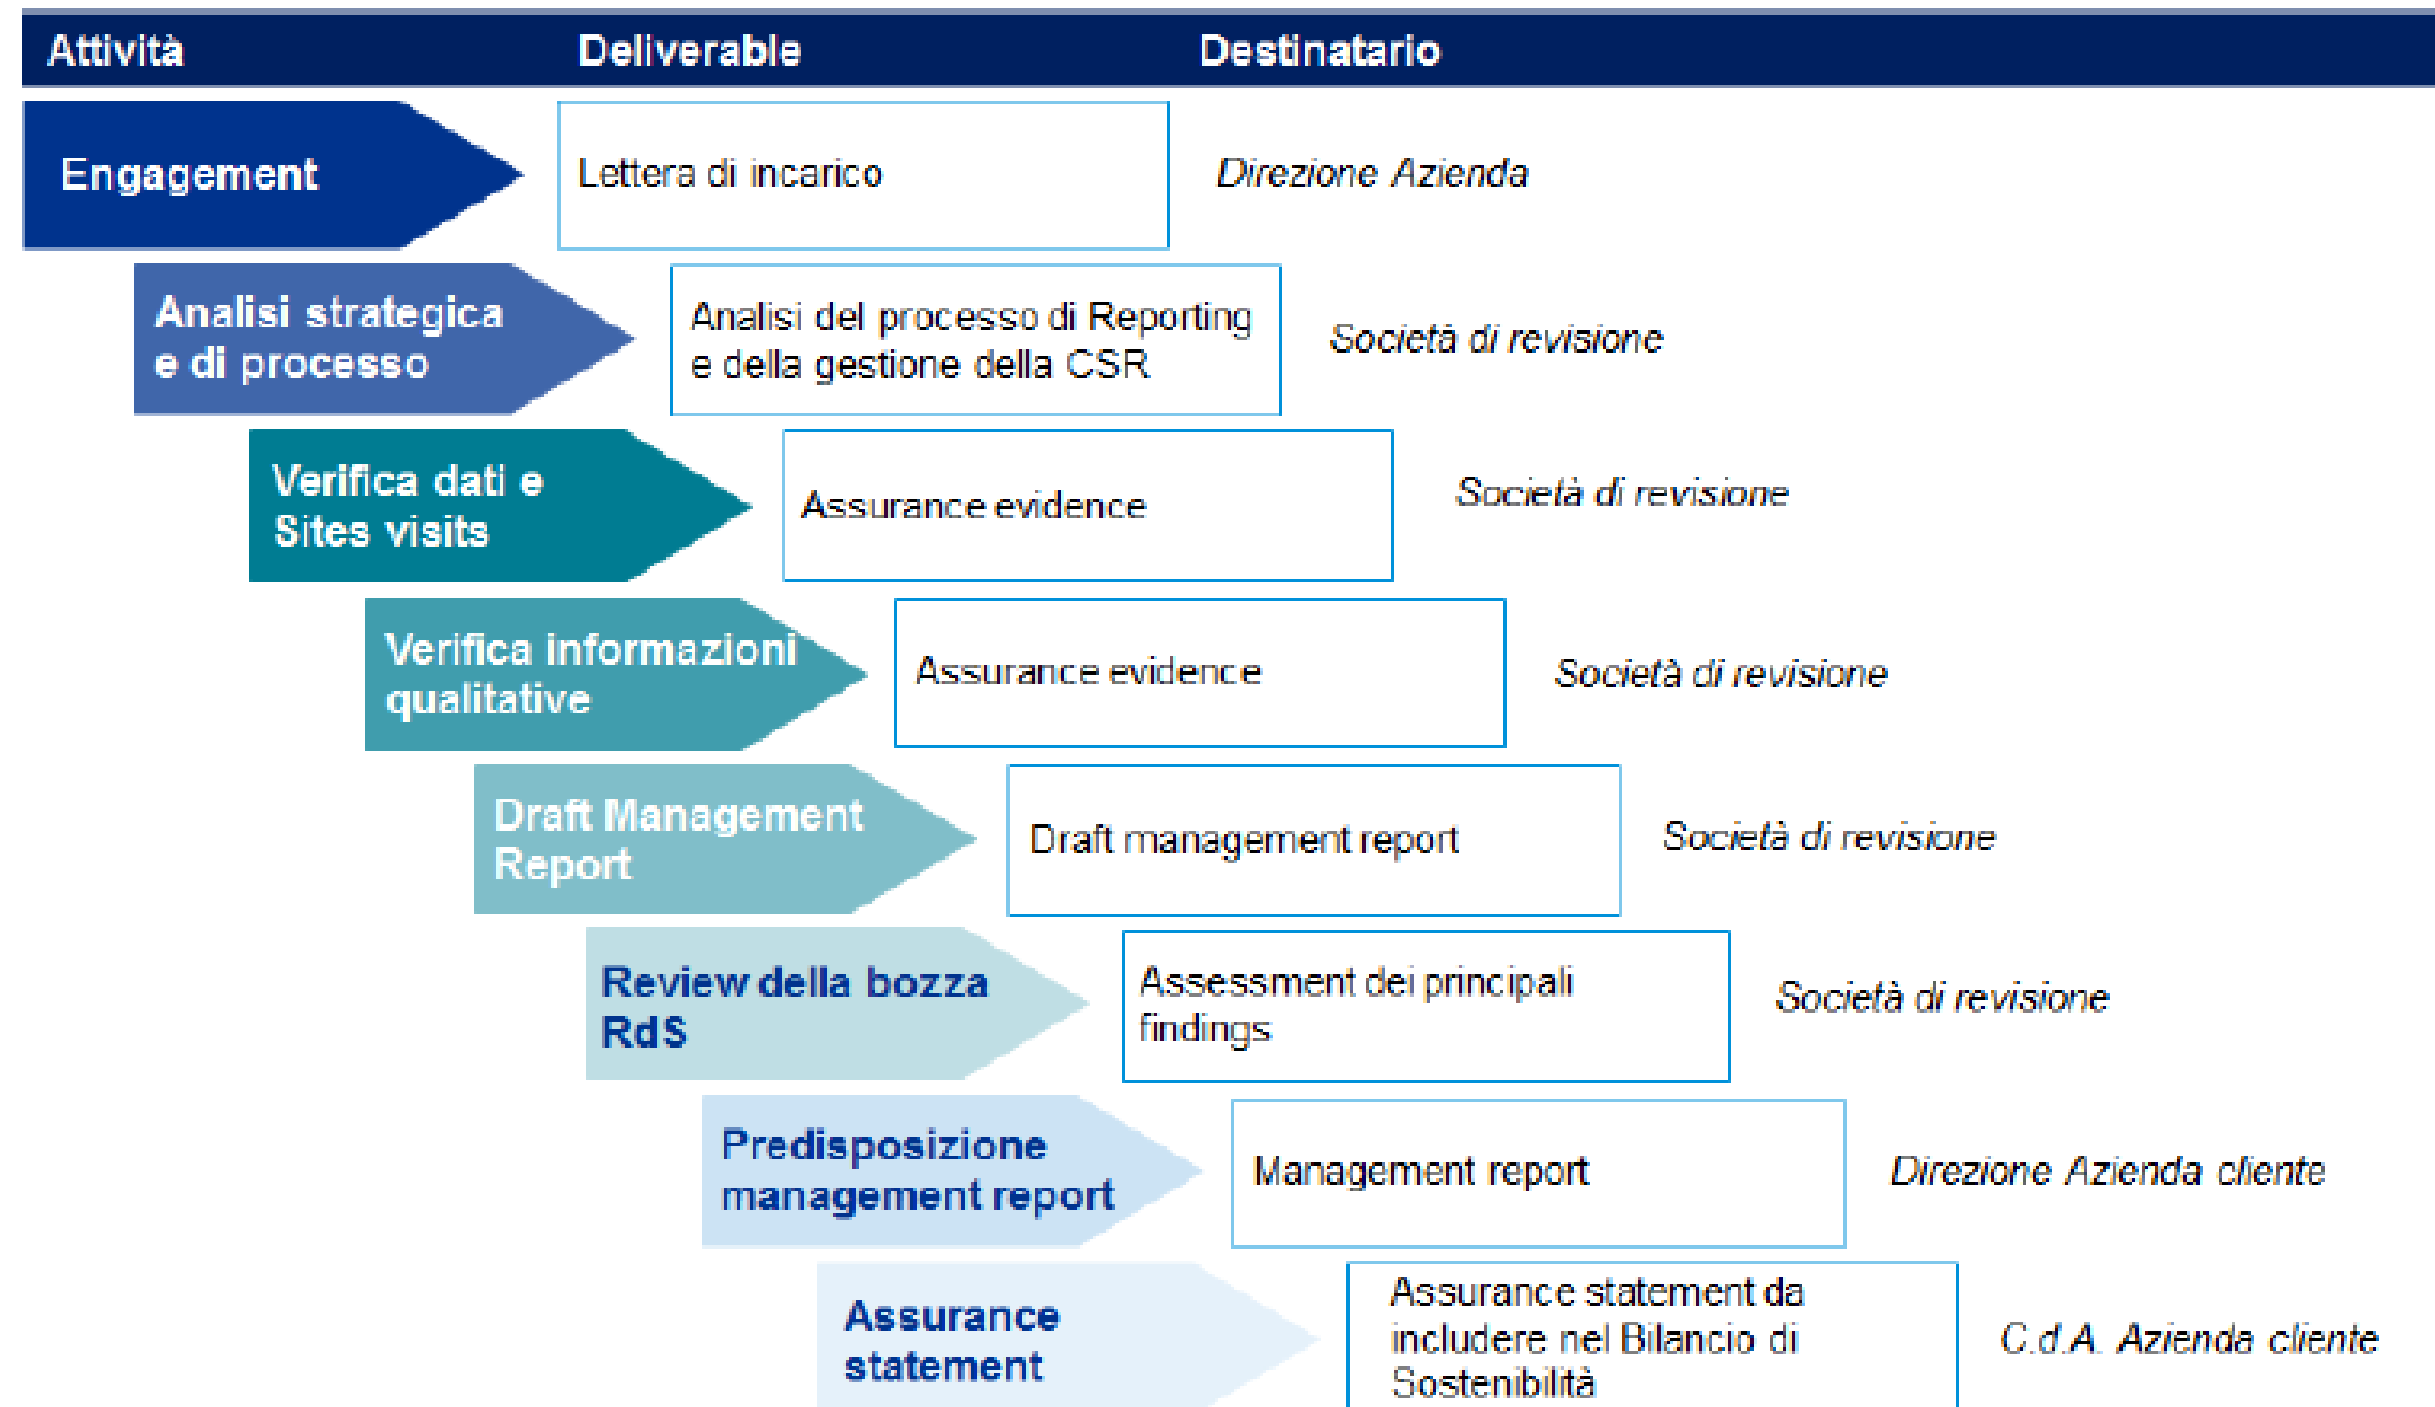 Attività Deliverable Destinatario
Engagement
Lettera di incarico
Direzione Azienda
Analisi strategica
e di processo
Analisi del processo di Reporting
e della gestione della CSR
Società di revisione
Verifica dati e
Sites visits
Assurance evidence
Società di revisione
Verifica informazioni
qualitative
Assurance evidence
Società di revisione
Draft Management
Report
Draft management report
Società di revisione
Review della bozza
RdS
Assessment dei principali
findings
Società di revisione
Predisposizione
management report
Management report
Direzione Azienda cliente
Assurance
statement
Assurance statement da
includere nel Bilancio di
Sostenibilità
C.d.A. Azienda cliente